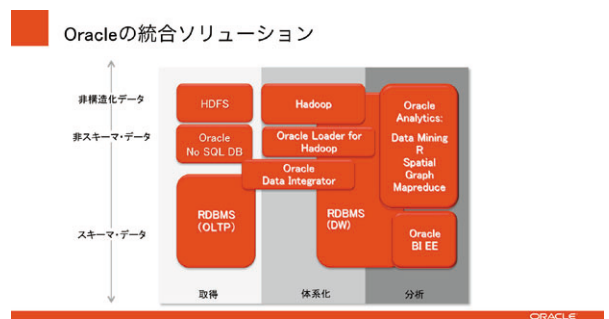 Oracleの統合ソリューション
非構造化データ
非スキーマ・データ
スキーマ・データ
HDFS
Oracle
No SQL DB
RDBMS
(OLTP)
Hadoop
Oracle Loader for
Hadoop
Oracle
Data Integrator
RDBMS
(DW)
Oracle
Analytics:
Data Mining
R
Spatial
Graph
Mapreduce
Oracle
BI EE
取得
体系化
分析
ORACLE